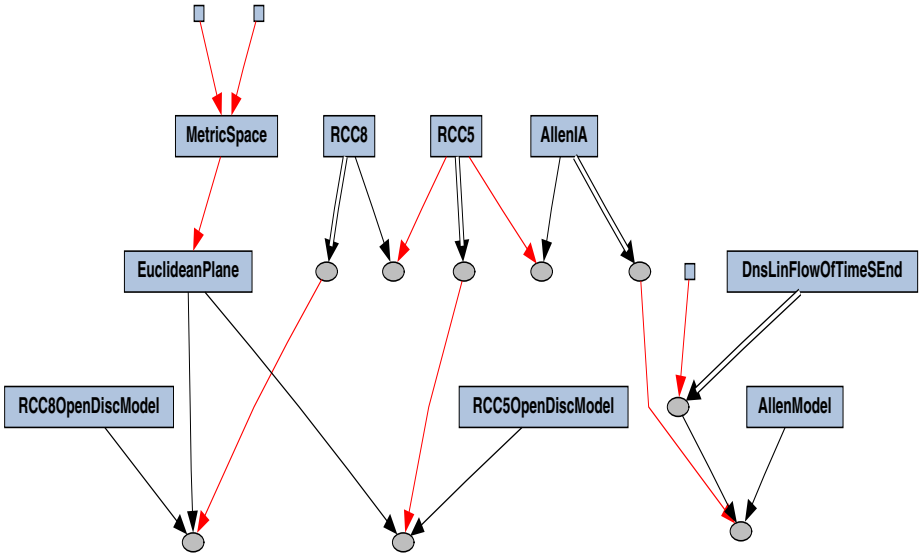 MetricSpace
RCC8
RCC5
AllenIA
EuclideanPlane
DnsLinFlowOfTimeSEnd
RCC8OpenDiscModel
RCC5OpenDiscModel
AllenModel